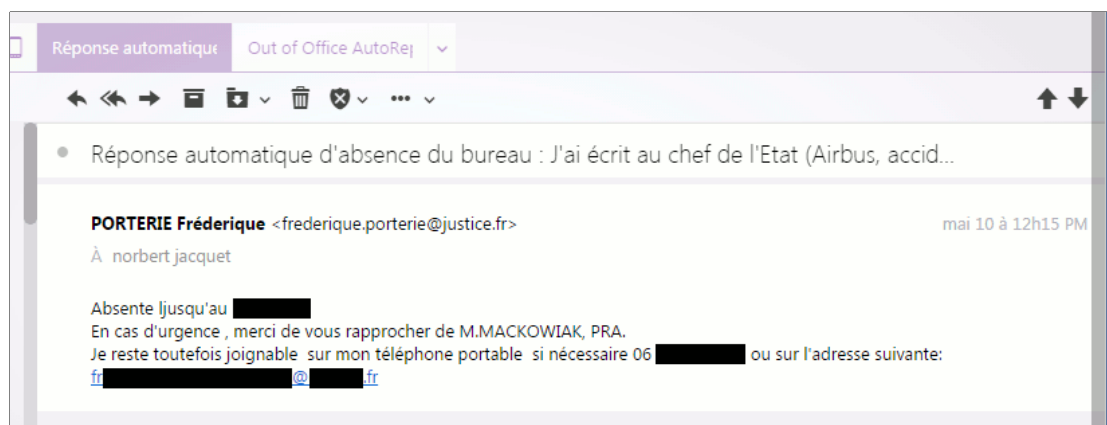 Réponse automatique Out of Office AutoRep
Réponse automatique d'absence du bureau : J'ai écrit au chef de l'Etat (Airbus, accid...
PORTERIE Fréderique <frederique.porterie@justice.fr> mai 10 à 12h15 PM
À norbert jacquet
Absente ljusqu'au
En cas d'urgence , merci de vous rapprocher de M.MACKOWIAK, PRA.
Je reste toutefois joignable sur mon téléphone portable si nécessaire 06 ou sur l'adresse suivante:
fr @ .fr